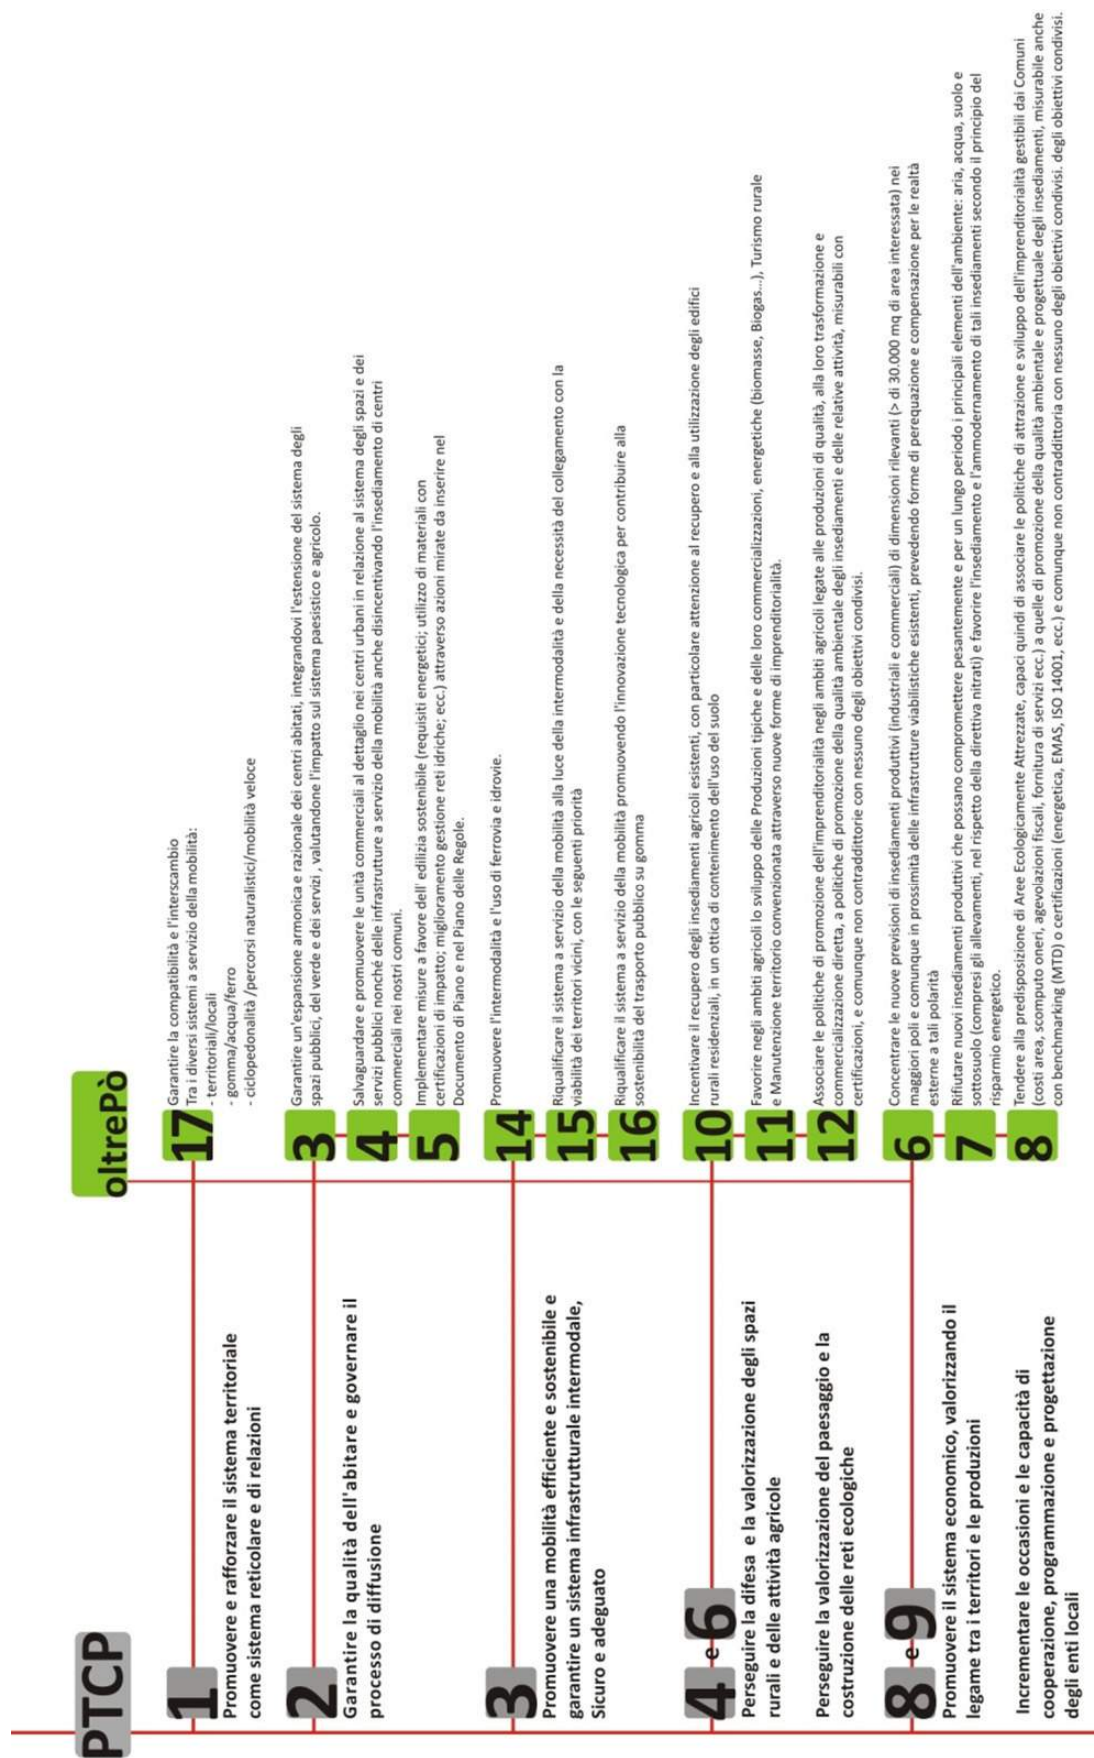 PTCP
oltrePò
1
Promuovere e rafforzare il sistema territoriale
come sistema reticolare e di relazioni
17
Garantire la compatibilità e l'interscambio
Tra i diversi sistemi a servizio della mobilità:
- territoriali/locali
- gomma/acqua/ferro
- ciclopedonalità /percorsi naturalistici/mobilità veloce
2
Garantire la qualità dell'abitare e governare il
processo di diffusione
3
Garantire un'espansione armonica e razionale dei centri abitati, integrandovi l'estensione del sistema degli
spazi pubblici, del verde e dei servizi , valutandone l'impatto sul sistema paesistico e agricolo.
4
Salvaguardare e promuovere le unità commerciali al dettaglio nei centri urbani in relazione al sistema degli spazi e dei
servizi pubblici nonché delle infrastrutture a servizio della mobilità anche disincentivando l'insediamento di centri
commerciali nei nostri comuni.
5
Implementare misure a favore dell' edilizia sostenibile (requisiti energetici; utilizzo di materiali con
certificazioni di impatto; miglioramento gestione reti idriche; ecc.) attraverso azioni mirate da inserire nel
Documento di Piano e nel Piano delle Regole.
3
Promuovere una mobilità efficiente e sostenibile e
garantire un sistema infrastrutturale intermodale,
Sicuro e adeguato
14
Promuovere l'intermodalità e l'uso di ferrovia e idrovie.
15
Riqualificare il sistema a servizio della mobilità alla luce della intermodalità e della necessità del collegamento con la
viabilità dei territori vicini, con le seguenti priorità
16
Riqualificare il sistema a servizio della mobilità promuovendo l'innovazione tecnologica per contribuire alla
sostenibilità del trasporto pubblico su gomma
4 e 6
Perseguire la difesa e la valorizzazione degli spazi
rurali e delle attività agricole
Perseguire la valorizzazione del paesaggio e la
costruzione delle reti ecologiche
10
Incentivare il recupero degli insediamenti agricoli esistenti, con particolare attenzione al recupero e alla utilizzazione degli edifici
rurali residenziali, in un ottica di contenimento dell'uso del suolo
11
Favorire negli ambiti agricoli lo sviluppo delle Produzioni tipiche e delle loro commercializzazioni, energetiche (biomasse, Biogas...), Turismo rurale
e Manutenzione territorio convenzionata attraverso nuove forme di imprenditorialità.
12
Associare le politiche di promozione dell'imprenditorialità negli ambiti agricoli legate alle produzioni di qualità, alla loro trasformazione e
commercializzazione diretta, a politiche di promozione della qualità ambientale degli insediamenti e delle relative attività, misurabili con
certificazioni, e comunque non contraddittorie con nessuno degli obiettivi condivisi.
8 e 9
Promuovere il sistema economico, valorizzando il
legame tra i territori e le produzioni
Incrementare le occasioni e le capacità di
cooperazione, programmazione e progettazione
degli enti locali
6
Concentrare le nuove previsioni di insediamenti produttivi (industriali e commerciali) di dimensioni rilevanti (> di 30.000 mq di area interessata) nei
maggiori poli e comunque in prossimità delle infrastrutture viabilistiche esistenti, prevedendo forme di perequazione e compensazione per le realtà
esterne a tali polarità
7
Rifiutare nuovi insediamenti produttivi che possano compromettere pesantemente e per un lungo periodo i principali elementi dell'ambiente: aria, acqua, suolo e
sottosuolo (compresi gli allevamenti, nel rispetto della direttiva nitrati) e favorire l'insediamento e l'ammodernamento di tali insediamenti secondo il principio del
risparmio energetico.
8
Tendere alla predisposizione di Aree Ecologicamente Attrezzate, capaci quindi di associare le politiche di attrazione e sviluppo dell'imprenditorialità gestibili dai Comuni
(costi area, scomputo oneri, agevolazioni fiscali, fornitura di servizi ecc.) a quelle di promozione della qualità ambientale e progettuale degli insediamenti, misurabile anche
con benchmarking (MTD) o certificazioni (energetica, EMAS, ISO 14001, ecc.) e comunque non contraddittoria con nessuno degli obiettivi condivisi. degli obiettivi condivisi.